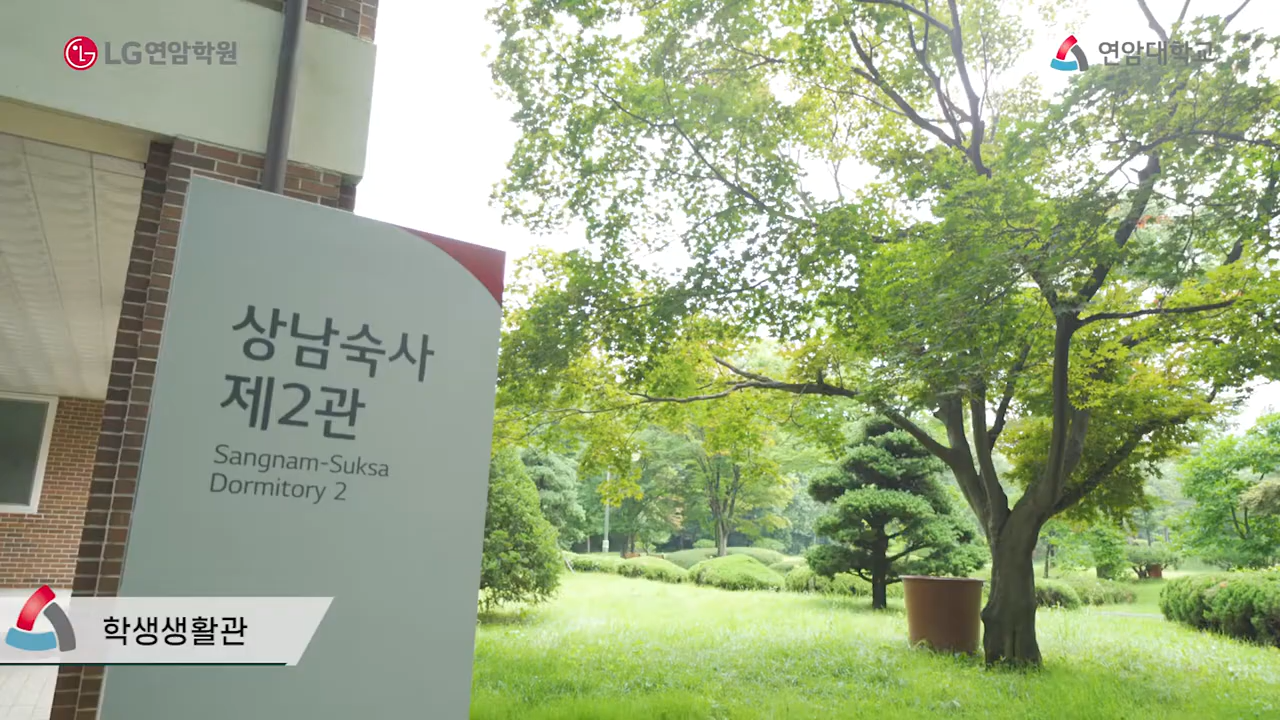 LG연암학원
연암대학교
상남숙사
제2관
Sangnam-Suksa
Dormitory 2
학생생활관